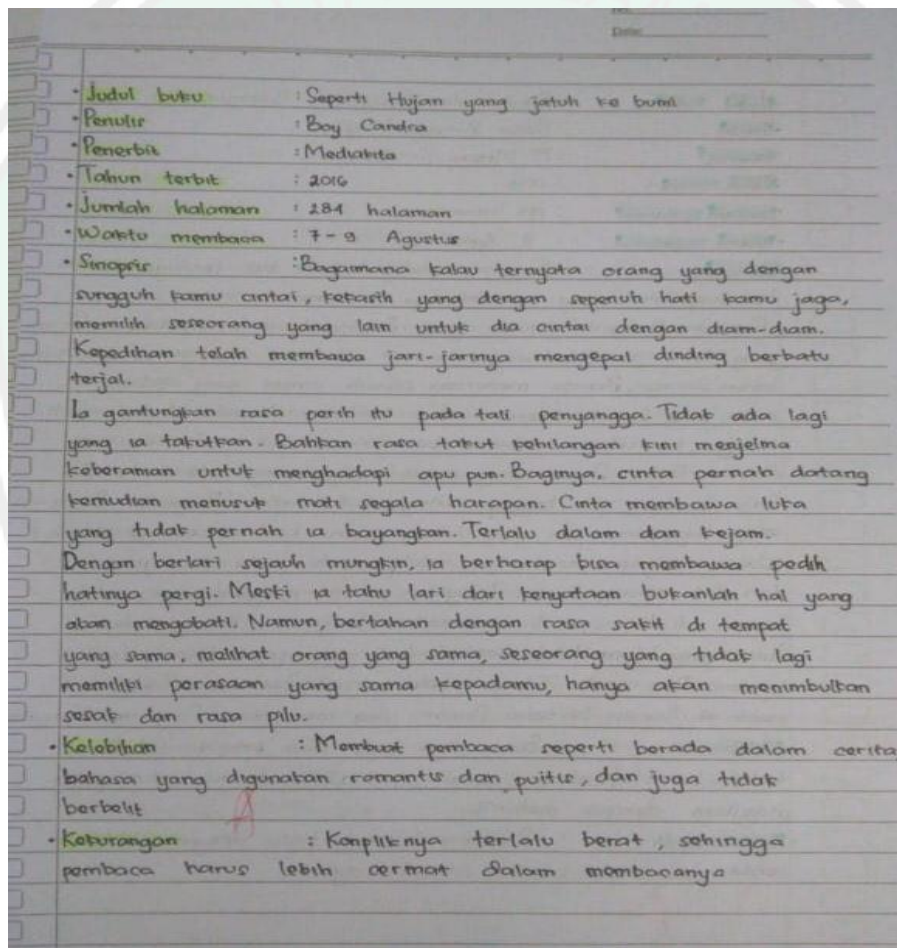 Date:
• Judul buku : Seperti Hujan yang jatuh ke bumi
• Penulis : Boy Candra
• Penerbit : Mediakita
• Tahun terbit : 2016
• Jumlah halaman : 284 halaman
• Waktu membaca : 7 - 9 Agustus
• Sinopsis : Bagaimana kalau ternyata orang yang dengan
sungguh kamu cintai, kekasih yang dengan sepenuh hati kamu jaga,
memilih seseorang yang lain untuk dia cintai dengan diam-diam.
Kepedihan telah membawa jari-jarinya mengepal dinding berbatu
terjal.
Ia gantungkan rasa perih itu pada tali penyangga. Tidak ada lagi
yang ia takutkan. Bahkan rasa takut kehilangan kini menjelma
keberaman untuk menghadapi apu pun. Baginya, cinta pernah datang
kemudian menusuk mati segala harapan. Cinta membawa luka
yang tidak pernah ia bayangkan. Terlalu dalam dan kejam.
Dengan berlari sejauh mungkin, ia berharap bisa membawa pedih
hatinya pergi. Meski ia tahu lari dari kenyataan bukanlah hal yang
akan mengobati. Namun, bertahan dengan rasa sakit di tempat
yang sama, melihat orang yang sama, seseorang yang tidak lagi
memiliki perasaan yang sama kepadamu, hanya akan menimbulkan
sesak dan rasa pilu.
• Kelebihan : Membuat pembaca seperti berada dalam cerita
bahasa yang digunakan romantis dan puitis, dan juga tidak
berbelit
• Kekurangan : Konpliknya terlalu berat, sehingga
pembaca harus lebih cermat dalam membacanya